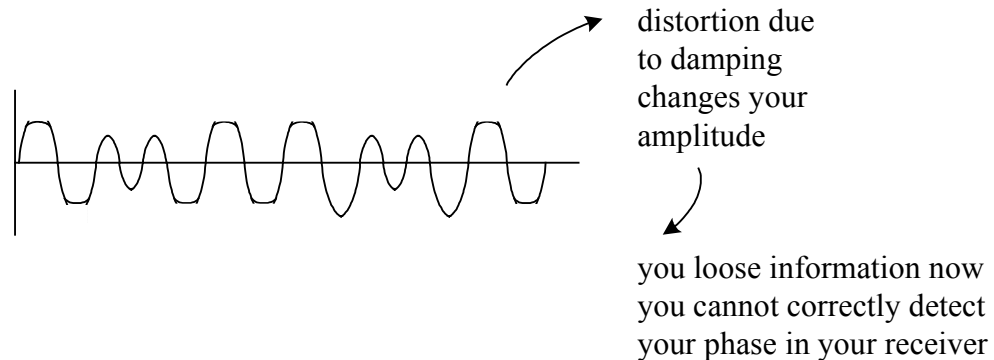 distortion due
to damping
changes your
amplitude
you loose information now
you cannot correctly detect
your phase in your receiver